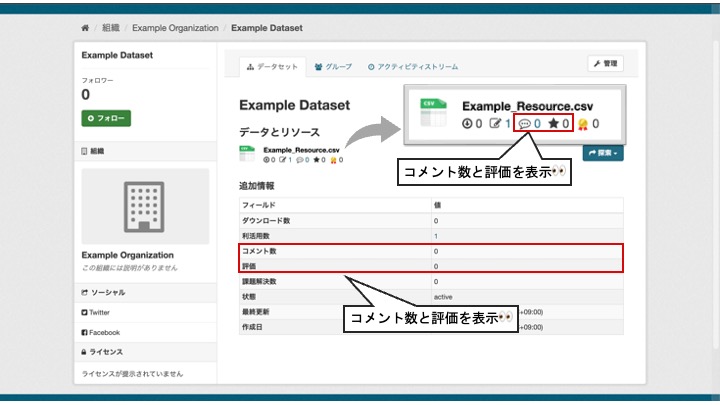 組織 / Example Organization / Example Dataset
Example Dataset
フォロワー
0
フォロー
組織
Example Organization
この組織には説明がありません
ソーシャル
Twitter
Facebook
ライセンス
ライセンスが提示されていません
データセット グループ アクティビティストリーム 管理
Example Dataset
データとリソース
CSV Example_Resource.csv
0 1 0 0 0
CSV Example_Resource.csv
0 1 0 0 0
探索
コメント数と評価を表示👀
追加情報
フィールド 値
ダウンロード数 0
利活用数 1
コメント数 0
評価 0
課題解決数 0
状態 active
最終更新 +09:00)
作成日 +09:00)
コメント数と評価を表示👀